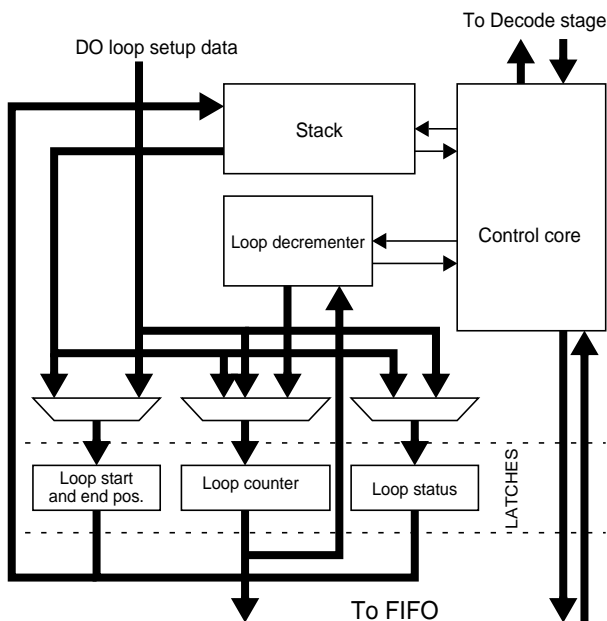 To Decode stage
DO loop setup data
Stack
Loop decrementer
Control core
Loop start
and end pos.
Loop counter
Loop status
LATCHES
To FIFO